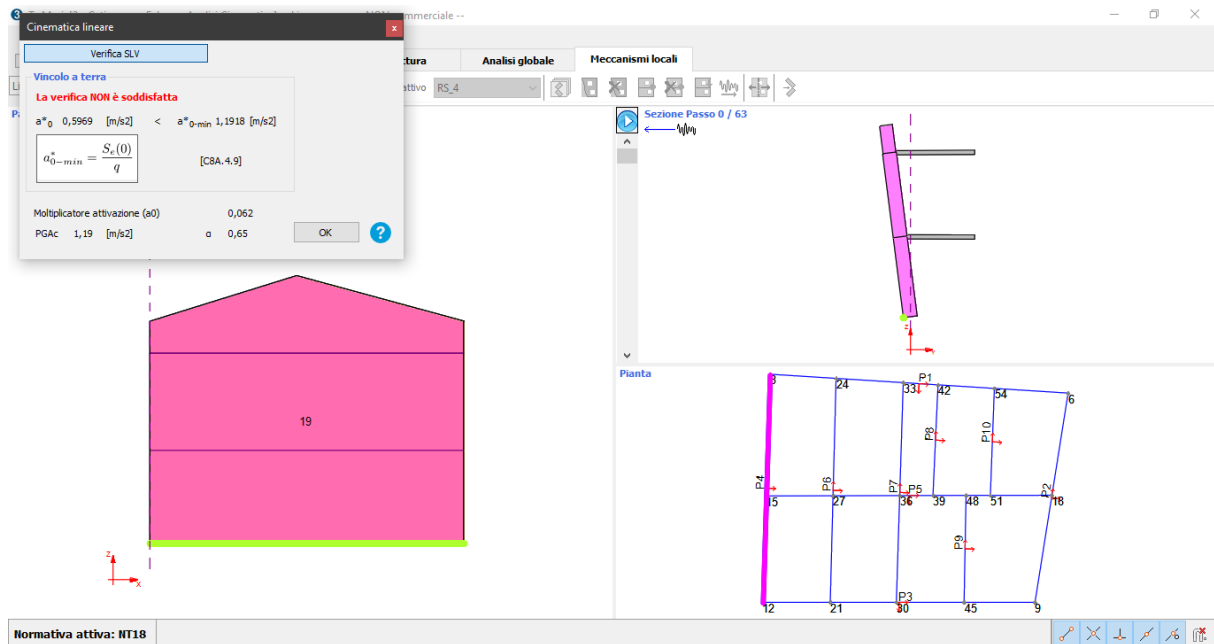 mmerciale --
Cinematica lineare
x
Verifica SLV
Vincolo a terra
La verifica NON è soddisfatta
a*0 0,5969 [m/s2] < a*0-min 1,1918 [m/s2]
a*0−min = Se(0) / q [C8A.4.9]
Moltiplicatore attivazione (a0) 0,062
PGAc 1,19 [m/s2] α 0,65 OK ?
ttura Analisi globale Meccanismi locali
attivo RS_4
Sezione Passo 0 / 63
z
19
z
x
Pianta
3 24 33 P1 42 54 6
P8 P10
P4 P6 P7 P5 P2
15 27 36 39 48 51 18
P9
12 21 P3 30 45 9
Normativa attiva: NT18